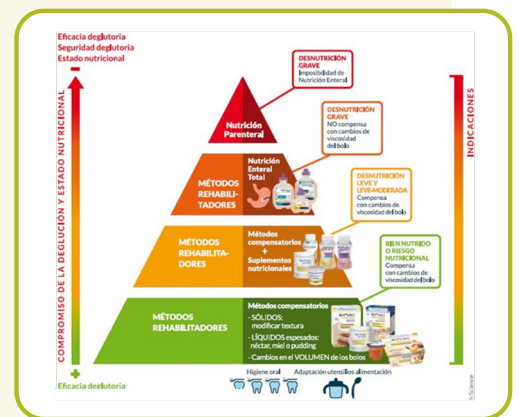 Eficacia deglutoria
Seguridad deglutoria
Estado nutricional
COMPROMISO DE LA DEGLUCIÓN Y ESTADO NUTRICIONAL
INDICACIONES
DESNUTRICIÓN
GRAVE
Imposibilidad de
Nutrición Enteral
Nutrición
Parenteral
DESNUTRICIÓN
GRAVE
NO compensa
con cambios de
viscosidad
del bolo
MÉTODOS
REHABILI-
TADORES
Nutrición
Enteral
Total
DESNUTRICIÓN
LEVE Y
LEVE-MODERADA
Compensa
con cambios de
viscosidad del bolo
MÉTODOS
REHABILITA-
DORES
Métodos
compensatorios
+
Suplementos
nutricionales
BIEN NUTRIDO
O RIESGO
NUTRICIONAL
Compensa
con cambios de
viscosidad del bolo
MÉTODOS
REHABILITADORES
Métodos compensatorios
- SÓLIDOS:
modificar textura
- LÍQUIDOS espesados:
néctar, miel o pudding
- Cambios en el VOLUMEN de los bolos
+
Eficacia deglutoria
Higiene oral
Adaptación utensilios alimentación